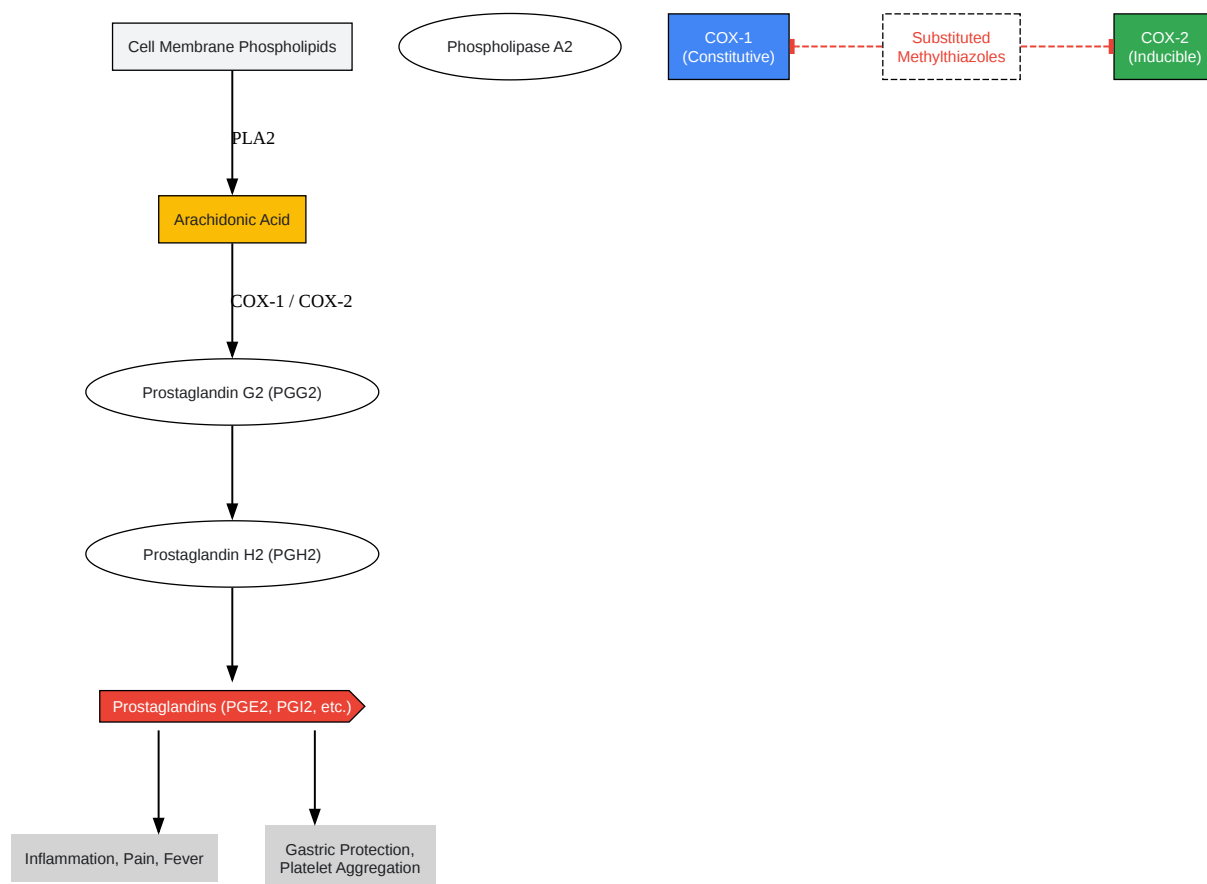 Cell Membrane Phospholipids
Phospholipase A2
COX-1
(Constitutive)
Substituted
Methylthiazoles
COX-2
(Inducible)
PLA2
Arachidonic Acid
COX-1 / COX-2
Prostaglandin G2 (PGG2)
Prostaglandin H2 (PGH2)
Prostaglandins (PGE2, PGI2, etc.)
Inflammation, Pain, Fever
Gastric Protection,
Platelet Aggregation